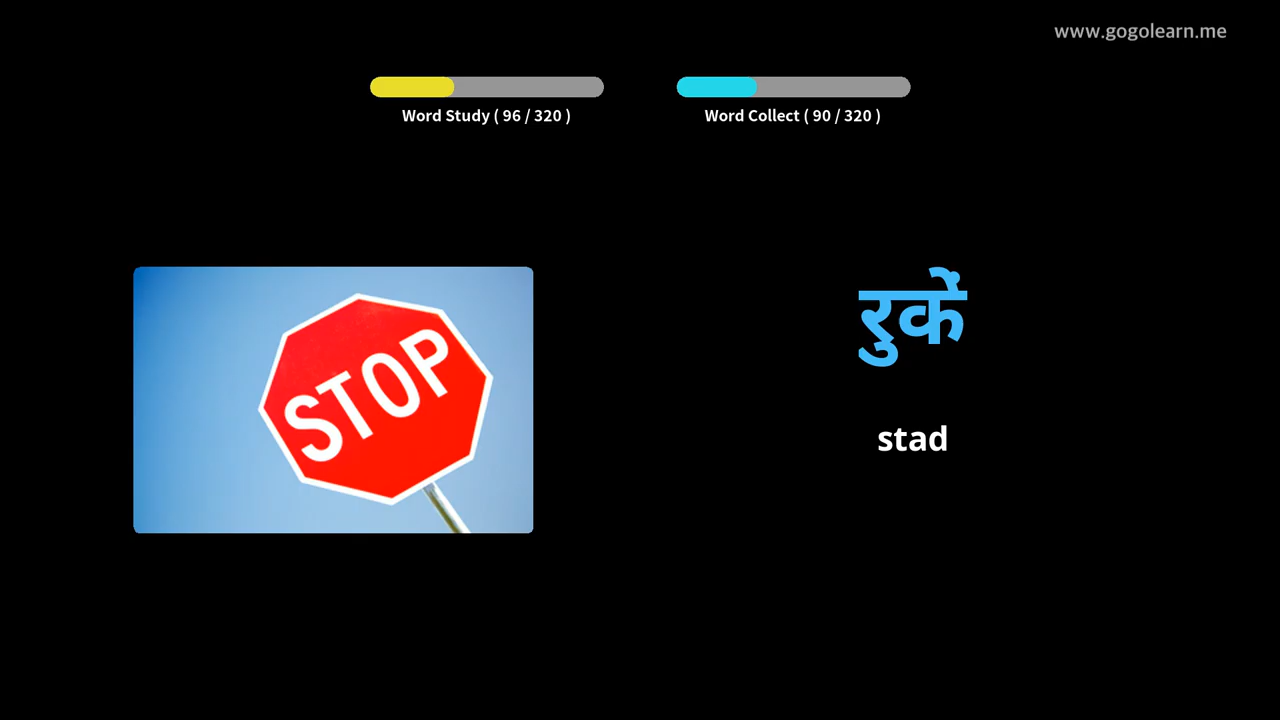 www.gogolearn.me
Word Study ( 96 / 320 )
Word Collect ( 90 / 320 )
STOP
रुकें
stad